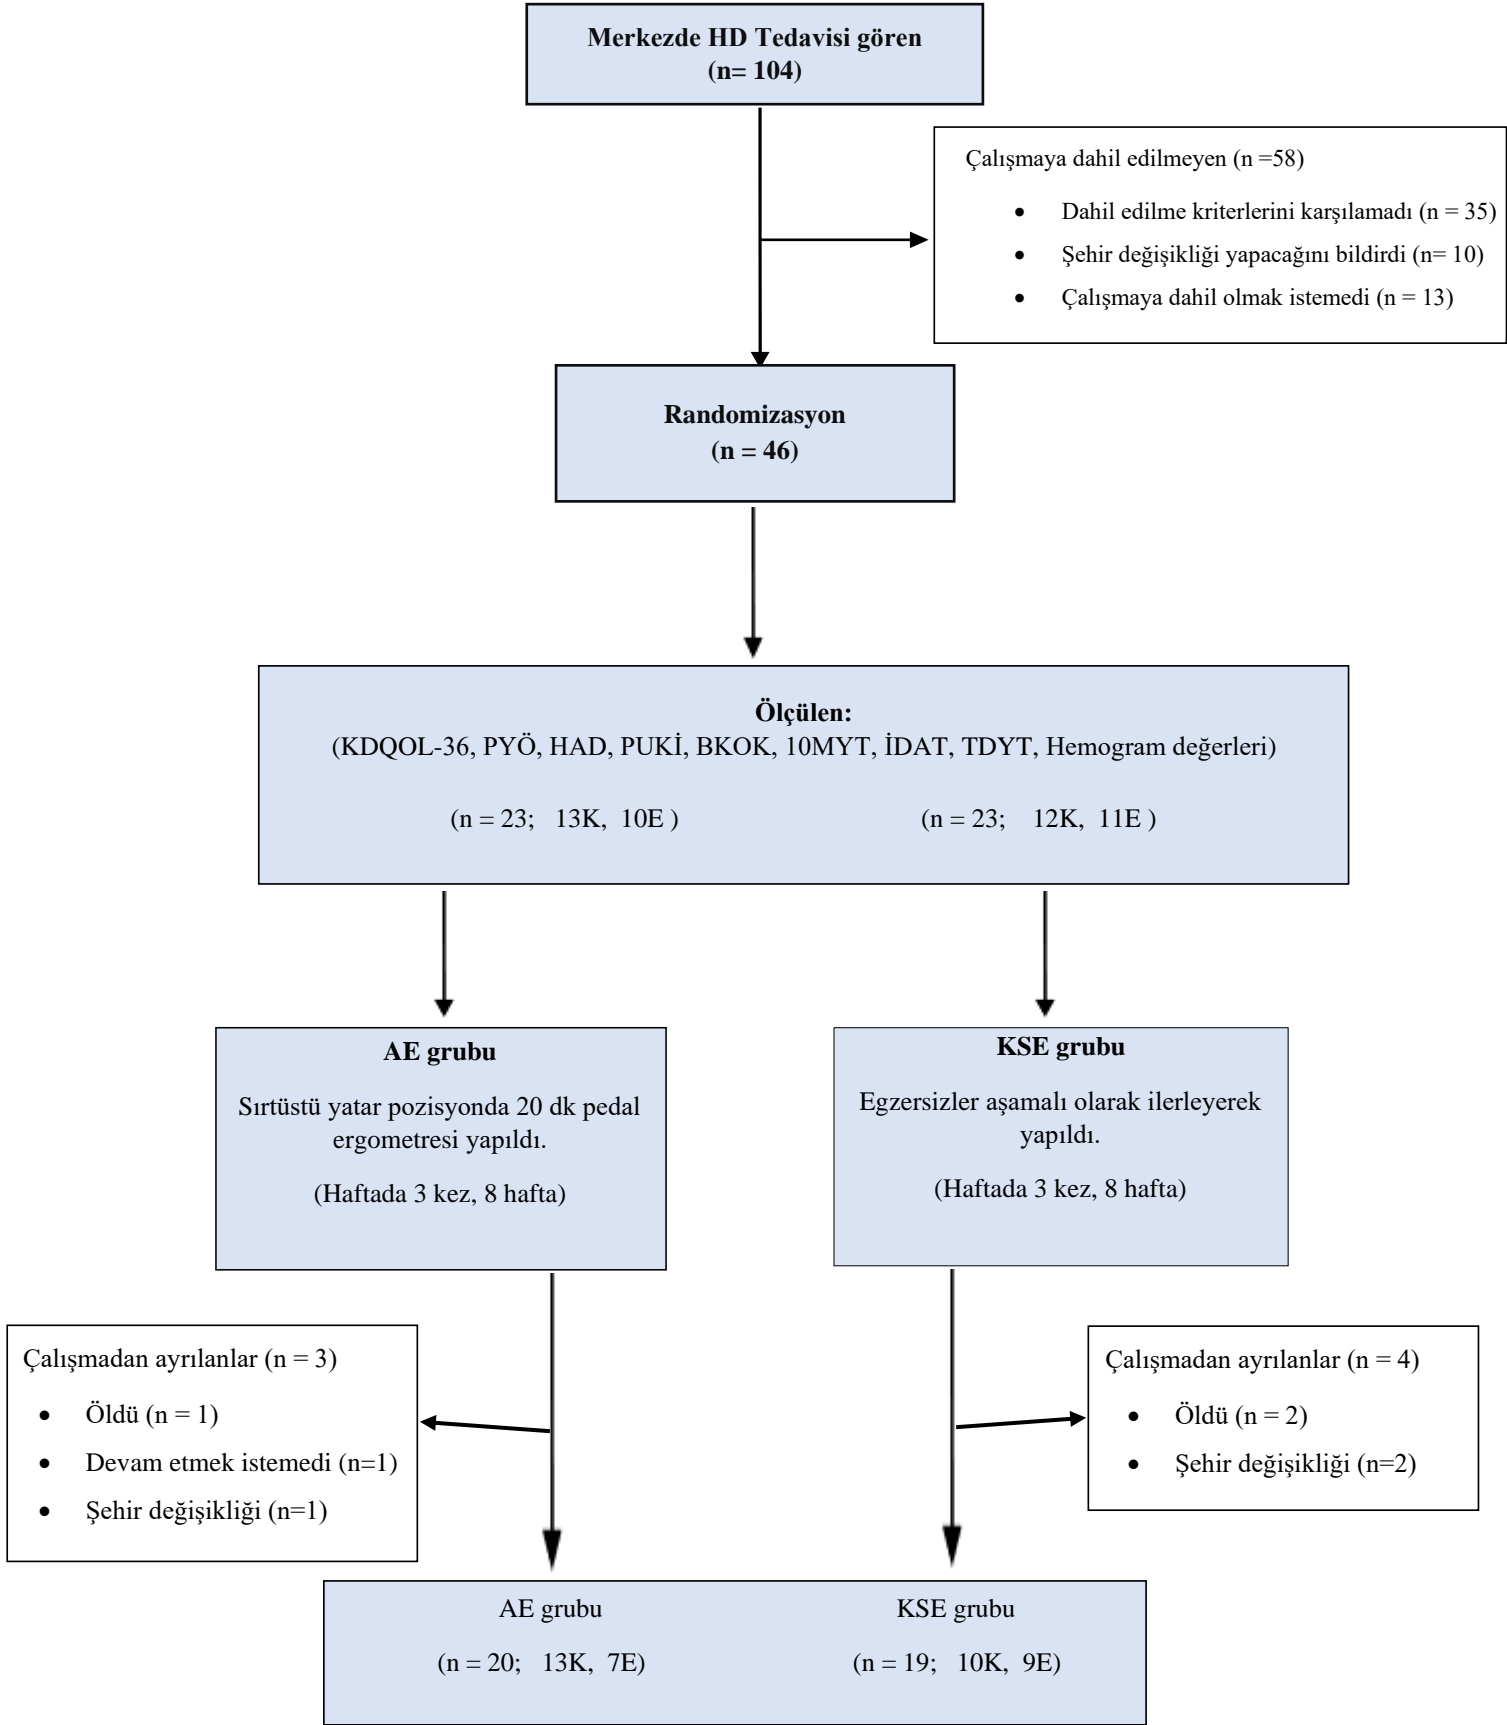 Merkezde HD Tedavisi gören
(n= 104)
Çalışmaya dahil edilmeyen (n =58)
• Dahil edilme kriterlerini karşılamadı (n = 35)
• Şehir değişikliği yapacağını bildirdi (n= 10)
• Çalışmaya dahil olmak istemedi (n = 13)
Randomizasyon
(n = 46)
Ölçülen:
(KDQOL-36, PYÖ, HAD, PUKİ, BKOK, 10MYT, İDAT, TDYT, Hemogram değerleri)
(n = 23; 13K, 10E )
(n = 23; 12K, 11E )
AE grubu
Sırtüstü yatar pozisyonda 20 dk pedal
ergometresi yapıldı.
(Haftada 3 kez, 8 hafta)
KSE grubu
Egzersizler aşamalı olarak ilerleyerek
yapıldı.
(Haftada 3 kez, 8 hafta)
Çalışmadan ayrılanlar (n = 3)
• Öldü (n = 1)
• Devam etmek istemedi (n=1)
• Şehir değişikliği (n=1)
Çalışmadan ayrılanlar (n = 4)
• Öldü (n = 2)
• Şehir değişikliği (n=2)
AE grubu
(n = 20; 13K, 7E)
KSE grubu
(n = 19; 10K, 9E)